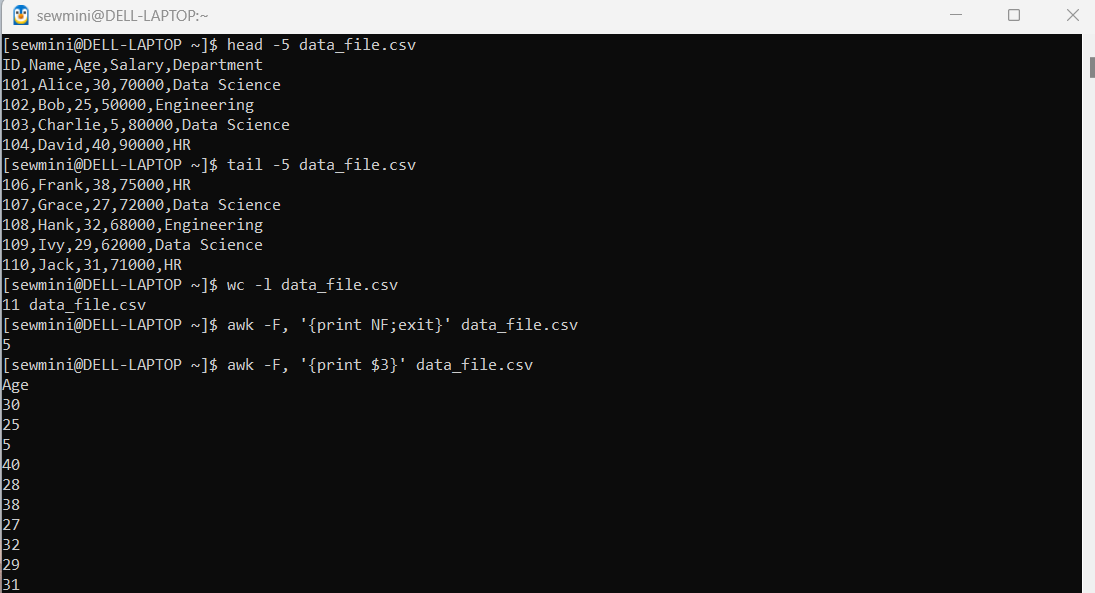 sewmini@DELL-LAPTOP:~
[sewmini@DELL-LAPTOP ~]$ head -5 data_file.csv
ID,Name,Age,Salary,Department
101,Alice,30,70000,Data Science
102,Bob,25,50000,Engineering
103,Charlie,5,80000,Data Science
104,David,40,90000,HR
[sewmini@DELL-LAPTOP ~]$ tail -5 data_file.csv
106,Frank,38,75000,HR
107,Grace,27,72000,Data Science
108,Hank,32,68000,Engineering
109,Ivy,29,62000,Data Science
110,Jack,31,71000,HR
[sewmini@DELL-LAPTOP ~]$ wc -l data_file.csv
11 data_file.csv
[sewmini@DELL-LAPTOP ~]$ awk -F, '{print NF;exit}' data_file.csv
5
[sewmini@DELL-LAPTOP ~]$ awk -F, '{print $3}' data_file.csv
Age
30
25
5
40
28
38
27
32
29
31